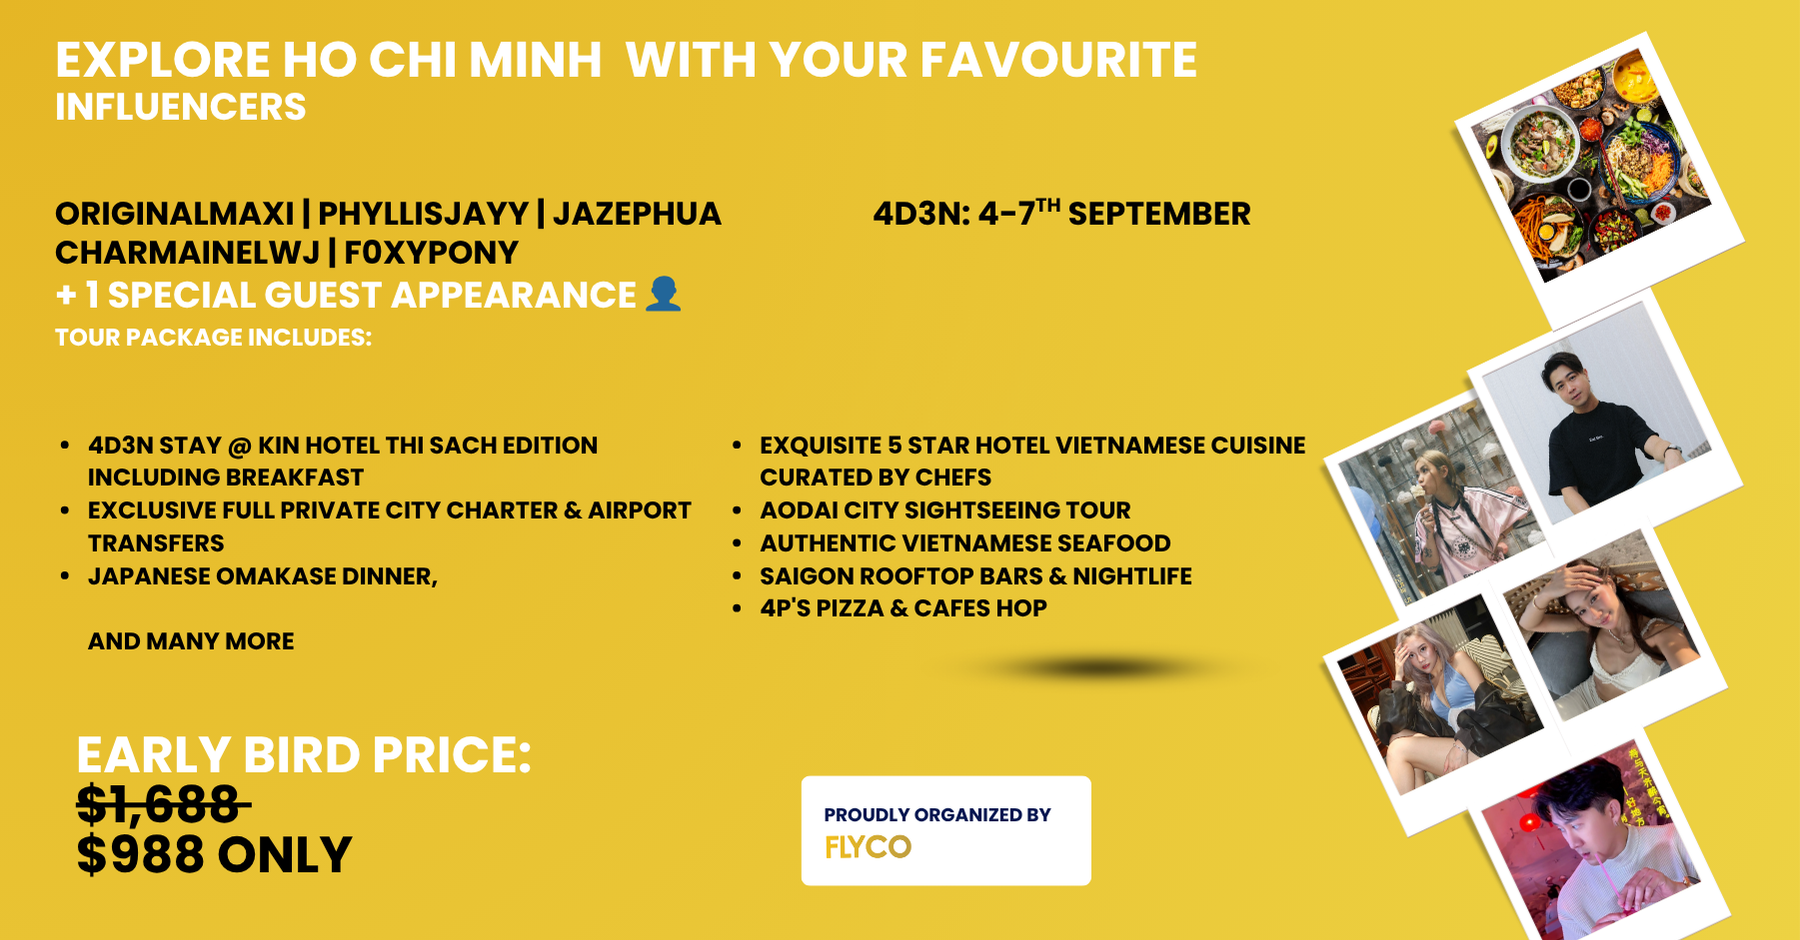 EXPLORE HO CHI MINH  WITH YOUR FAVOURITE
INFLUENCERS
ORIGINALMAXI | PHYLLISJAYY | JAZEPHUA
CHARMAINELWJ | F0XYPONY
+ 1 SPECIAL GUEST APPEARANCE 👤
4D3N: 4-7TH SEPTEMBER
TOUR PACKAGE INCLUDES:
• 4D3N STAY @ KIN HOTEL THI SACH EDITION
INCLUDING BREAKFAST
• EXCLUSIVE FULL PRIVATE CITY CHARTER & AIRPORT
TRANSFERS
• JAPANESE OMAKASE DINNER,
AND MANY MORE
• EXQUISITE 5 STAR HOTEL VIETNAMESE CUISINE
CURATED BY CHEFS
• AODAI CITY SIGHTSEEING TOUR
• AUTHENTIC VIETNAMESE SEAFOOD
• SAIGON ROOFTOP BARS & NIGHTLIFE
• 4P'S PIZZA & CAFES HOP
EARLY BIRD PRICE:
$1,688
$988 ONLY
PROUDLY ORGANIZED BY
FLYCO